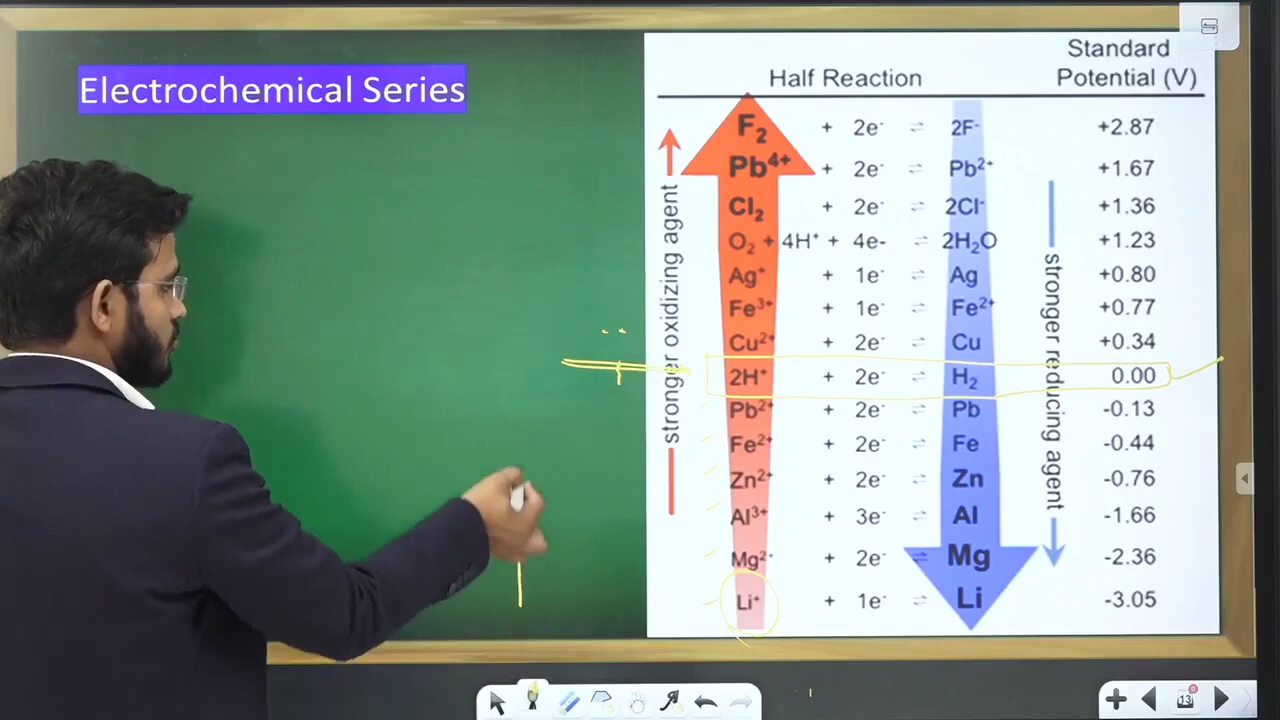 Electrochemical Series
Half Reaction
Standard
Potential (V)
F₂ + 2e⁻ ⇌ 2F⁻ +2.87
Pb⁴⁺ + 2e⁻ ⇌ Pb²⁺ +1.67
Cl₂ + 2e⁻ ⇌ 2Cl⁻ +1.36
O₂ + 4H⁺ + 4e- ⇌ 2H₂O +1.23
Ag⁺ + 1e⁻ ⇌ Ag +0.80
Fe³⁺ + 1e⁻ ⇌ Fe²⁺ +0.77
Cu²⁺ + 2e⁻ ⇌ Cu +0.34
2H⁺ + 2e⁻ ⇌ H₂ 0.00
Pb²⁺ + 2e⁻ ⇌ Pb -0.13
Fe²⁺ + 2e⁻ ⇌ Fe -0.44
Zn²⁺ + 2e⁻ ⇌ Zn -0.76
Al³⁺ + 3e⁻ ⇌ Al -1.66
Mg²⁺ + 2e⁻ ⇌ Mg -2.36
Li⁺ + 1e⁻ ⇌ Li -3.05
stronger oxidizing agent
stronger reducing agent
13